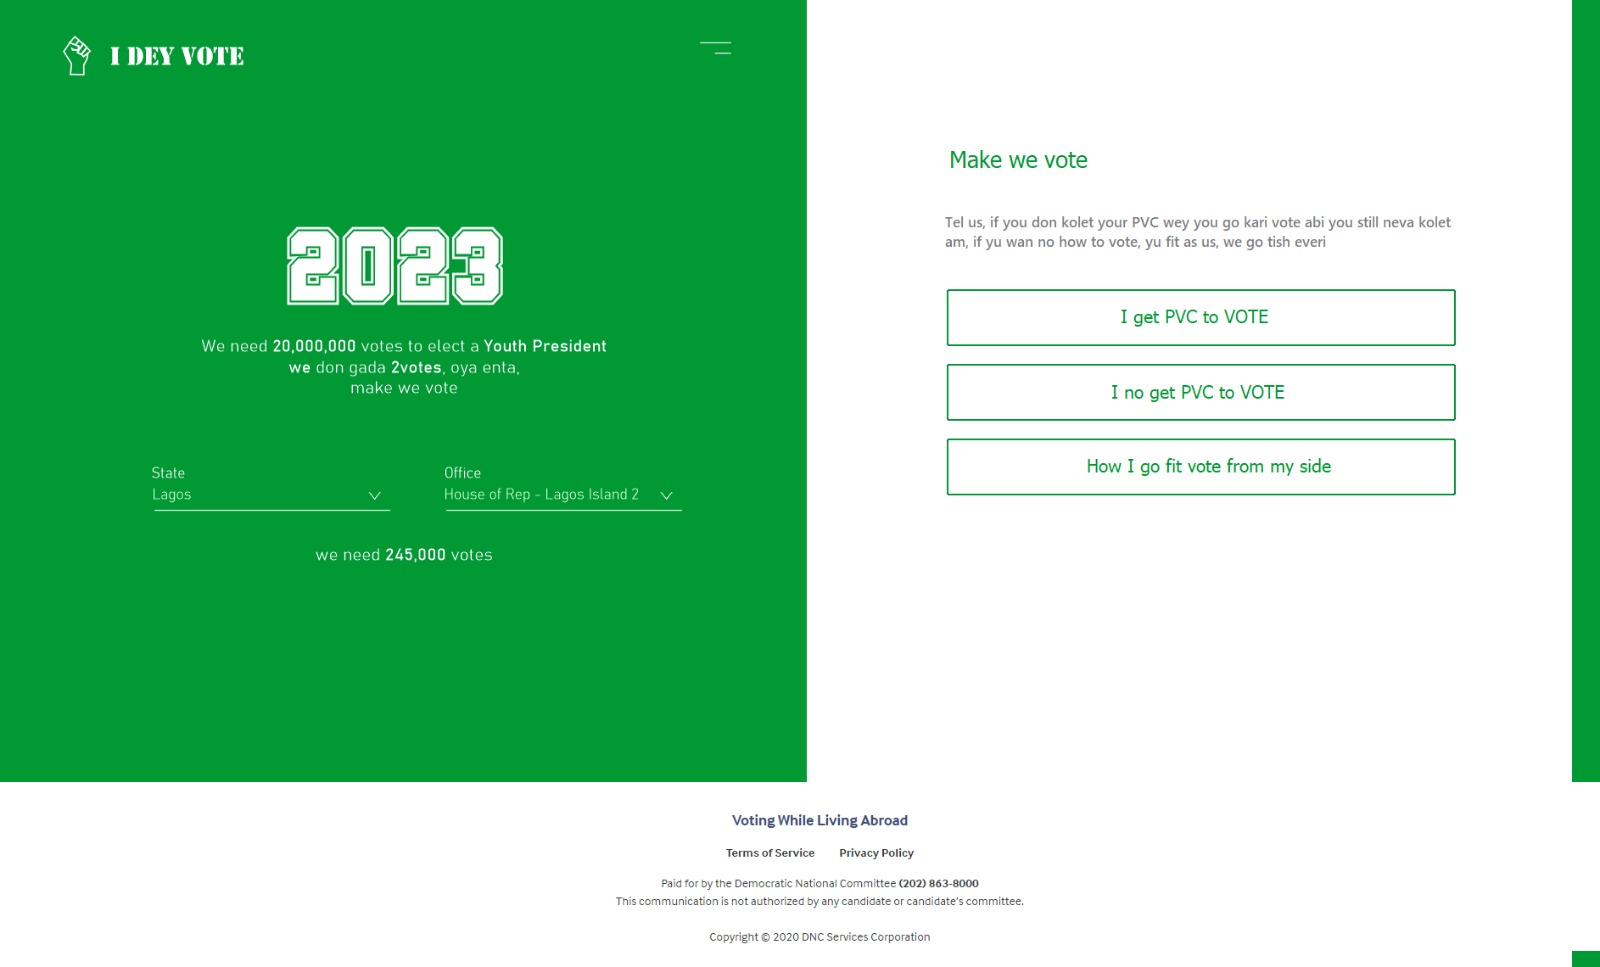 I DEY VOTE
2023
We need 20,000,000 votes to elect a Youth President
we don gada 2votes, oya enta,
make we vote
State
Lagos
Office
House of Rep - Lagos Island 2
we need 245,000 votes
Make we vote
Tel us, if you don kolet your PVC wey you go kari vote abi you still neva kolet
am, if yu wan no how to vote, yu fit as us, we go tish everi
I get PVC to VOTE
I no get PVC to VOTE
How I go fit vote from my side
Voting While Living Abroad
Terms of Service Privacy Policy
Paid for by the Democratic National Committee (202) 863-8000
This communication is not authorized by any candidate or candidate's committee.
Copyright © 2020 DNC Services Corporation